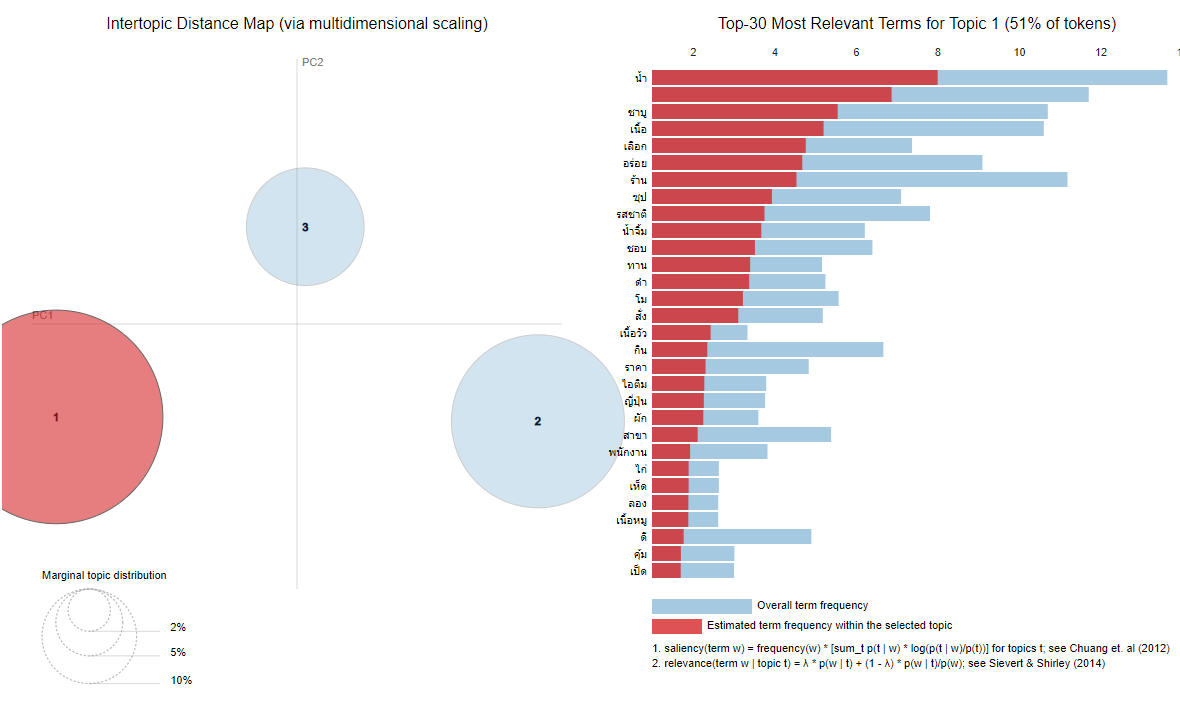 Intertopic Distance Map (via multidimensional scaling)
PC2
PC1
3
1
2
Marginal topic distribution
2%
5%
10%
Top-30 Most Relevant Terms for Topic 1 (51% of tokens)
2 4 6 8 10 12
น้ำ
ชาบู
เนื้อ
เลือก
อร่อย
ร้าน
ซุป
รสชาติ
น้ำจิ้ม
ชอบ
ทาน
ดำ
โม
สั่ง
เนื้อวัว
กิน
ราคา
ไอติม
ญี่ปุ่น
ผัก
สาขา
พนักงาน
ไก่
เห็ด
ลอง
เนื้อหมู
ดี
คุ้ม
เป็ด
Overall term frequency
Estimated term frequency within the selected topic
1. saliency(term w) = frequency(w) * [sum_t p(t | w) * log(p(t | w)/p(t))] for topics t; see Chuang et. al (2012)
2. relevance(term w | topic t) = λ * p(w | t) + (1 - λ) * p(w | t)/p(w); see Sievert & Shirley (2014)